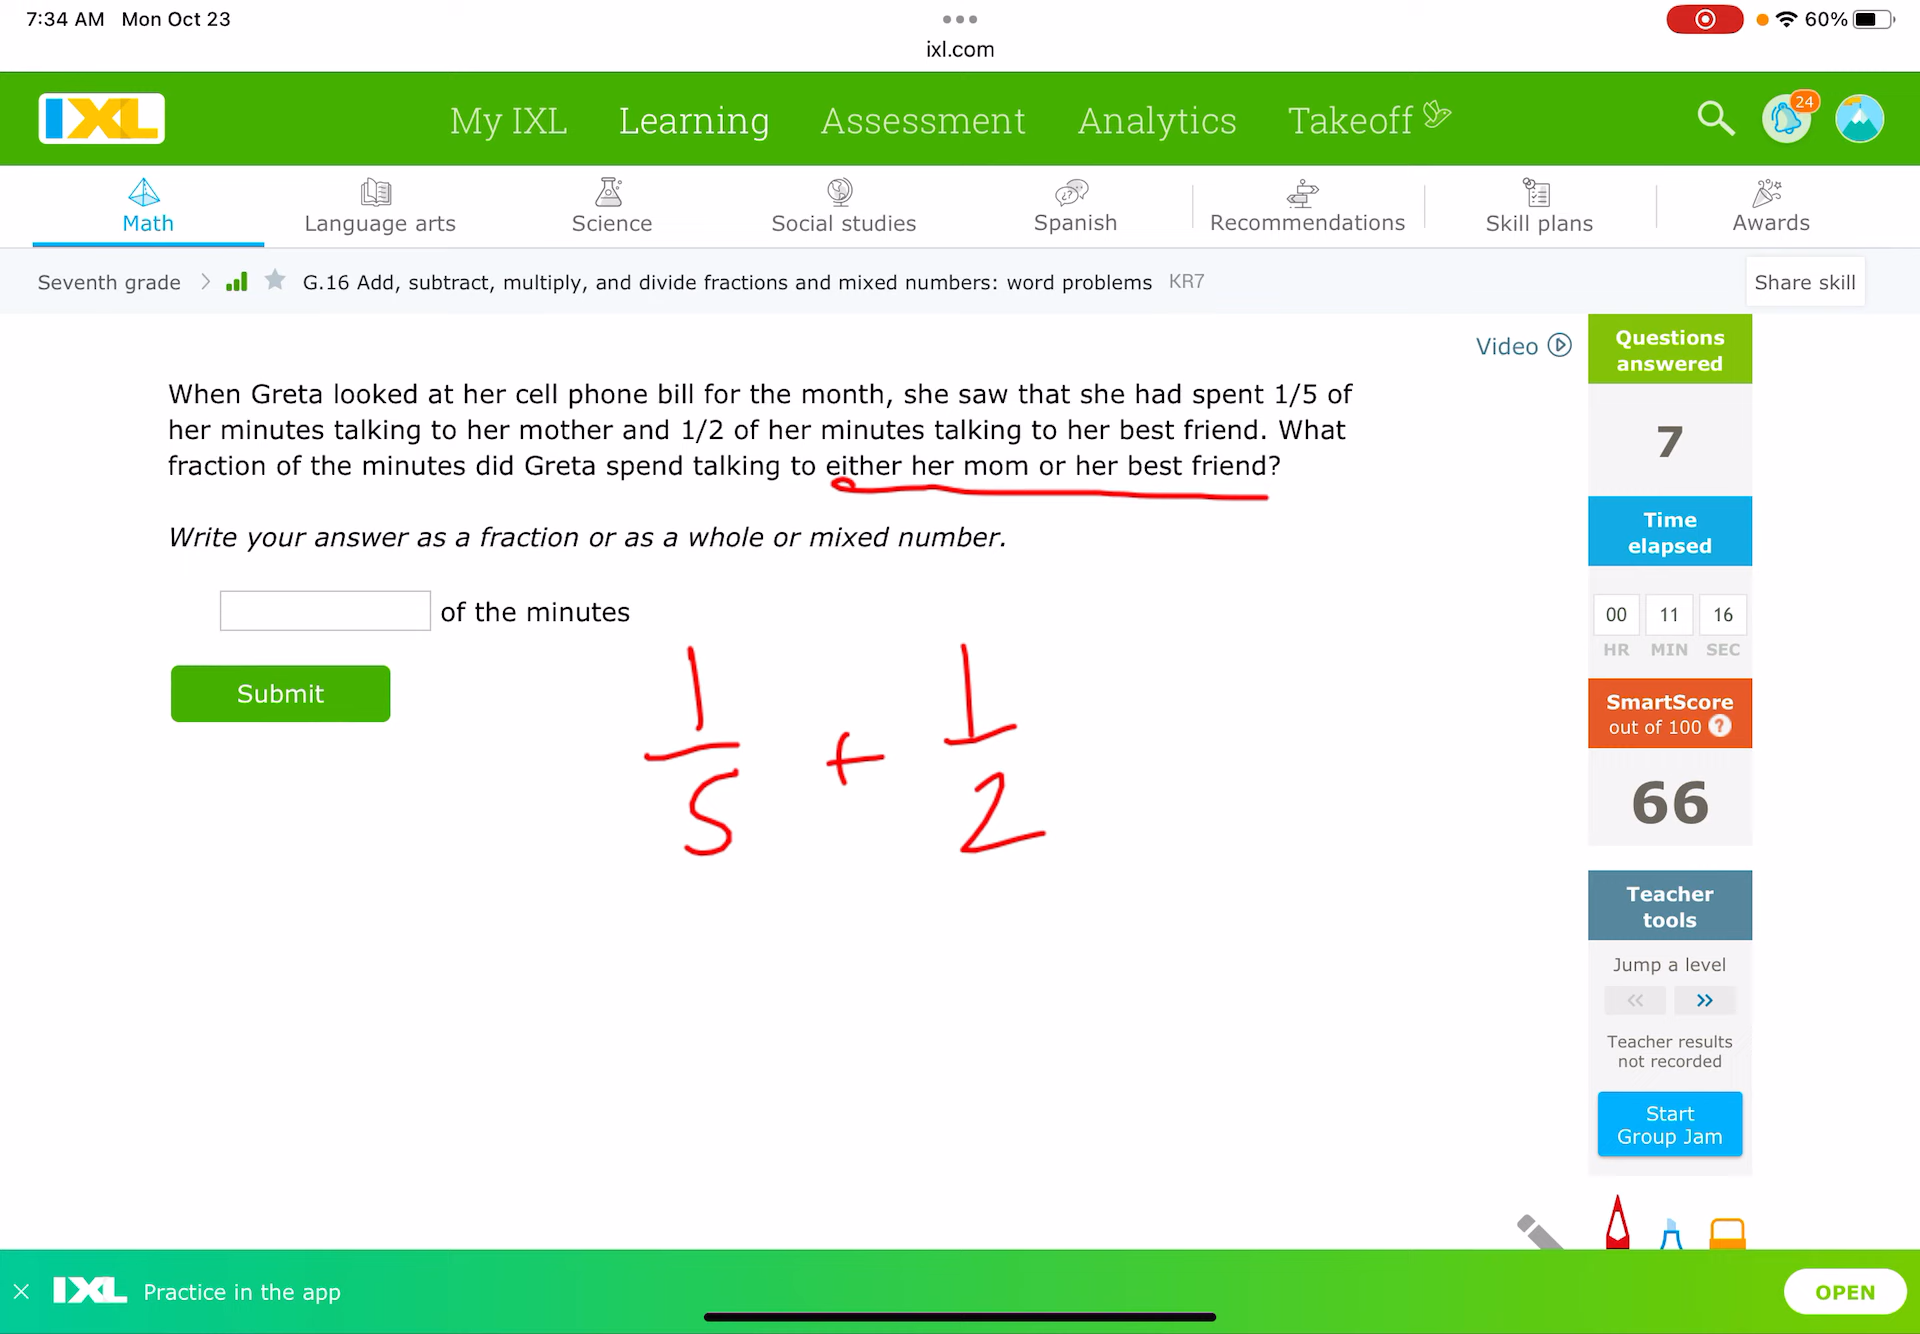 7:34 AM Mon Oct 23
60%
ixl.com
IXL
My IXL
Learning
Assessment
Analytics
Takeoff
24
Math
Language arts
Science
Social studies
Spanish
Recommendations
Skill plans
Awards
Seventh grade
G.16 Add, subtract, multiply, and divide fractions and mixed numbers: word problems KR7
Share skill
Video
When Greta looked at her cell phone bill for the month, she saw that she had spent 1/5 of
her minutes talking to her mother and 1/2 of her minutes talking to her best friend. What
fraction of the minutes did Greta spend talking to either her mom or her best friend?
Write your answer as a fraction or as a whole or mixed number.
of the minutes
Submit
1/5 + 1/2
Questions
answered
7
Time
elapsed
00 11 16
HR MIN SEC
SmartScore
out of 100 ?
66
Teacher
tools
Jump a level
<< >>
Teacher results
not recorded
Start
Group Jam
IXL Practice in the app
OPEN